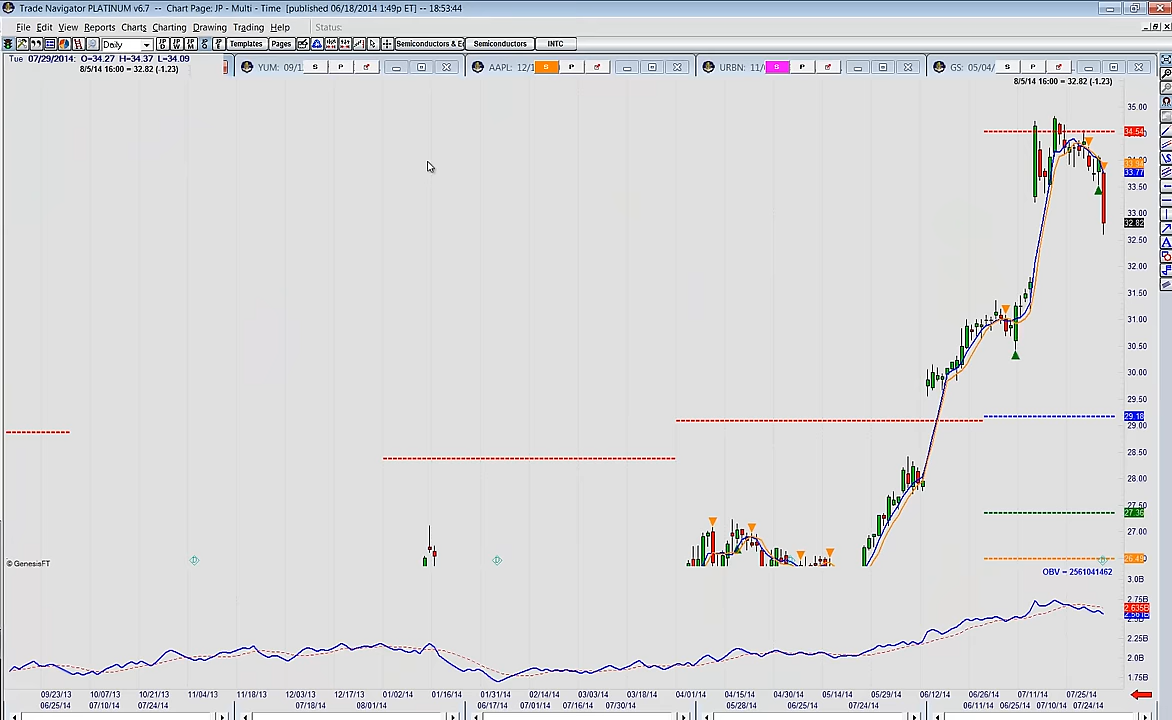 Trade Navigator PLATINUM v6.7 -- Chart Page: JP - Multi - Time [published 06/18/2014 1:49p ET] -- 18:53:44
File Edit View Reports Charts Charting Drawing Trading Help Status:
Daily Templates Pages Semiconductors & E Semiconductors INTC
Tue 07/29/2014: O=34.27 H=34.37 L=34.09
8/5/14 16:00 = 32.82 (-1.23)
YUM: 09/1 S P
AAPL: 12/1 S P
URBN: 11/ S P
GS: 05/04/ S P
8/5/14 16:00 = 32.82 (-1.23)
35.00
34.54
33.77
33.50
33.00
32.82
32.50
32.00
31.50
31.00
30.50
30.00
29.50
29.18
29.00
28.50
28.00
27.50
27.36
27.00
© GenesisFT
D D
OBV = 2561041462
3.0B
2.75B
2.635B
2.25B
2.0B
1.75B
09/23/13 10/07/13 10/21/13 11/04/13 11/18/13 12/03/13 12/17/13 01/02/14 01/16/14 01/31/14 02/14/14 03/03/14 03/18/14 04/01/14 04/15/14 04/30/14 05/14/14 05/29/14 06/12/14 06/26/14 07/11/14 07/25/14
06/25/14 07/10/14 07/24/14 07/18/14 08/01/14 06/17/14 07/01/14 07/16/14 07/30/14 05/28/14 06/25/14 07/24/14 06/11/14 06/25/14 07/10/14 07/24/14